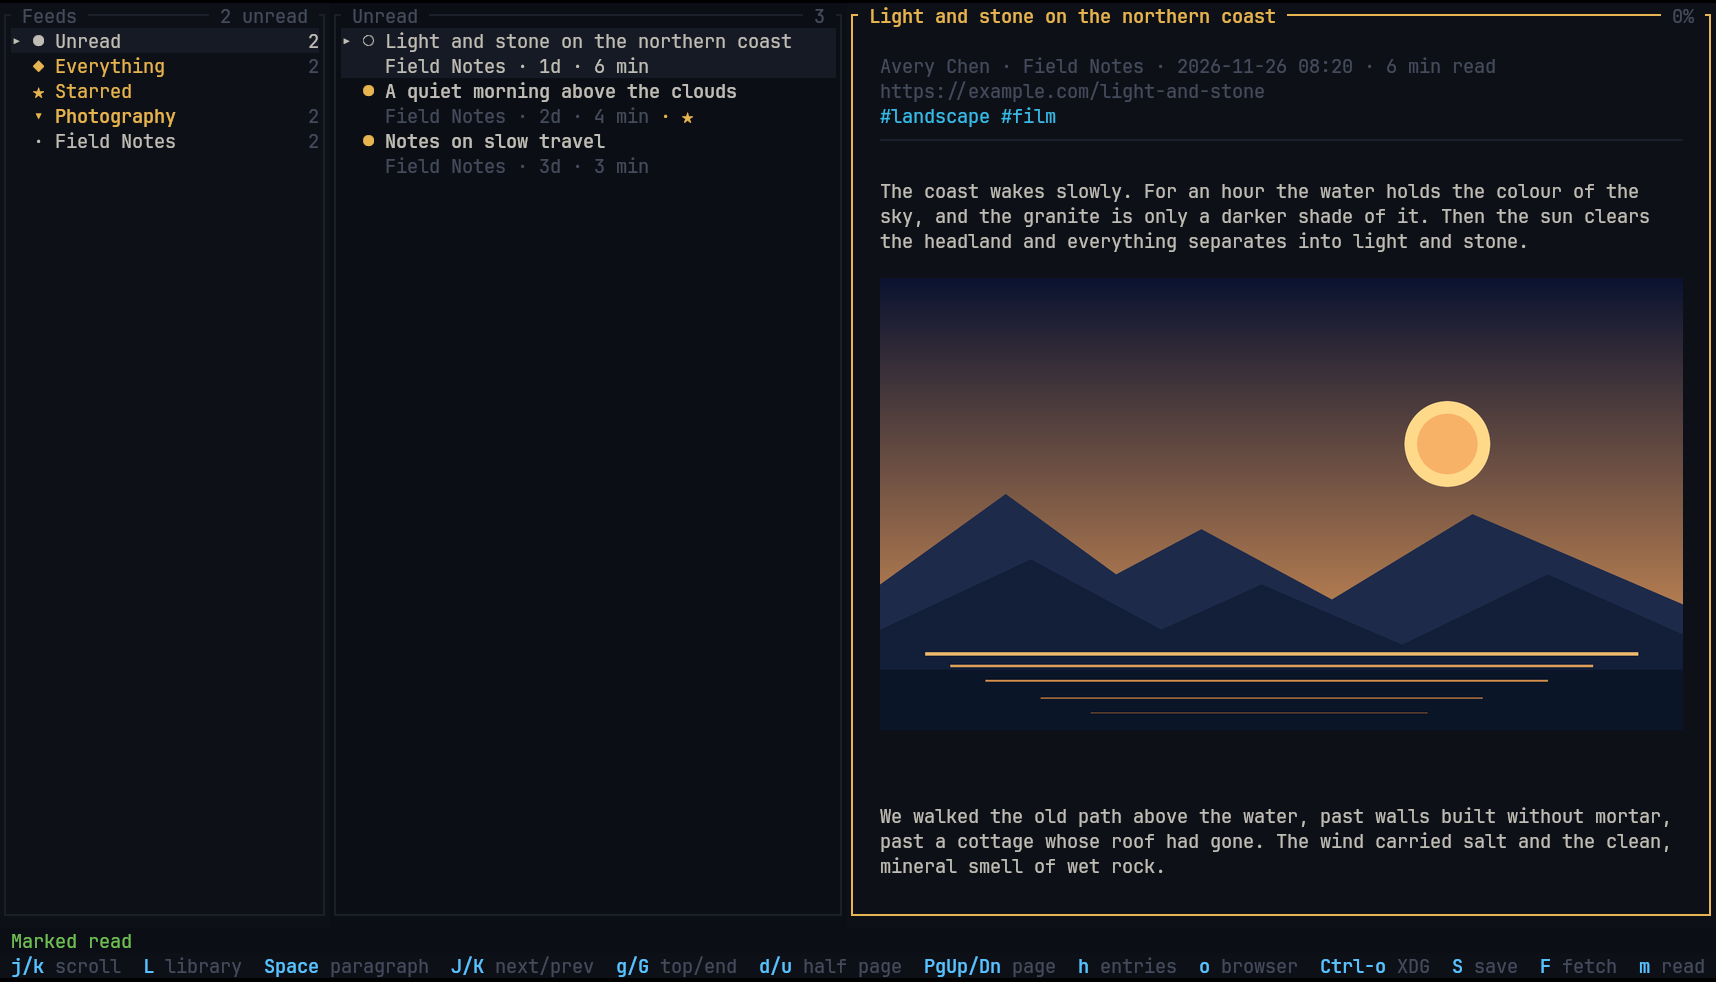 Feeds 2 unread
▸ ● Unread 2
◆ Everything 2
★ Starred
▾ Photography 2
· Field Notes 2
Unread 3
▸ ○ Light and stone on the northern coast
Field Notes · 1d · 6 min
● A quiet morning above the clouds
Field Notes · 2d · 4 min · ★
● Notes on slow travel
Field Notes · 3d · 3 min
Light and stone on the northern coast 0%
Avery Chen · Field Notes · 2026-11-26 08:20 · 6 min read
https://example.com/light-and-stone
#landscape #film
The coast wakes slowly. For an hour the water holds the colour of the
sky, and the granite is only a darker shade of it. Then the sun clears
the headland and everything separates into light and stone.
We walked the old path above the water, past walls built without mortar,
past a cottage whose roof had gone. The wind carried salt and the clean,
mineral smell of wet rock.
Marked read
j/k scroll L library Space paragraph J/K next/prev g/G top/end d/u half page PgUp/Dn page h entries o browser Ctrl-o XDG S save F fetch m read